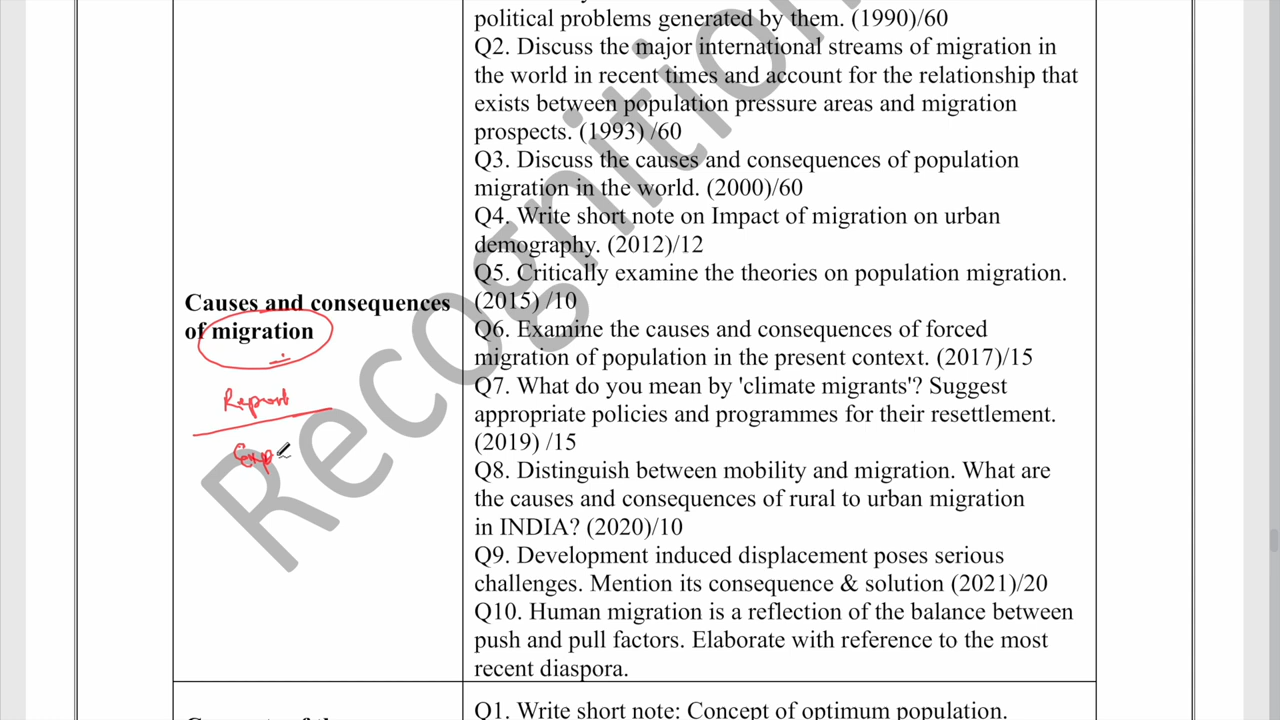 political problems generated by them. (1990)/60
Q2. Discuss the major international streams of migration in
the world in recent times and account for the relationship that
exists between population pressure areas and migration
prospects. (1993) /60
Q3. Discuss the causes and consequences of population
migration in the world. (2000)/60
Q4. Write short note on Impact of migration on urban
demography. (2012)/12
Q5. Critically examine the theories on population migration.
(2015) /10
Q6. Examine the causes and consequences of forced
migration of population in the present context. (2017)/15
Q7. What do you mean by 'climate migrants'? Suggest
appropriate policies and programmes for their resettlement.
(2019) /15
Q8. Distinguish between mobility and migration. What are
the causes and consequences of rural to urban migration
in INDIA? (2020)/10
Q9. Development induced displacement poses serious
challenges. Mention its consequence & solution (2021)/20
Q10. Human migration is a reflection of the balance between
push and pull factors. Elaborate with reference to the most
recent diaspora.
Causes and consequences
of migration
Report
Recognition
Q1. Write short note: Concept of optimum population.